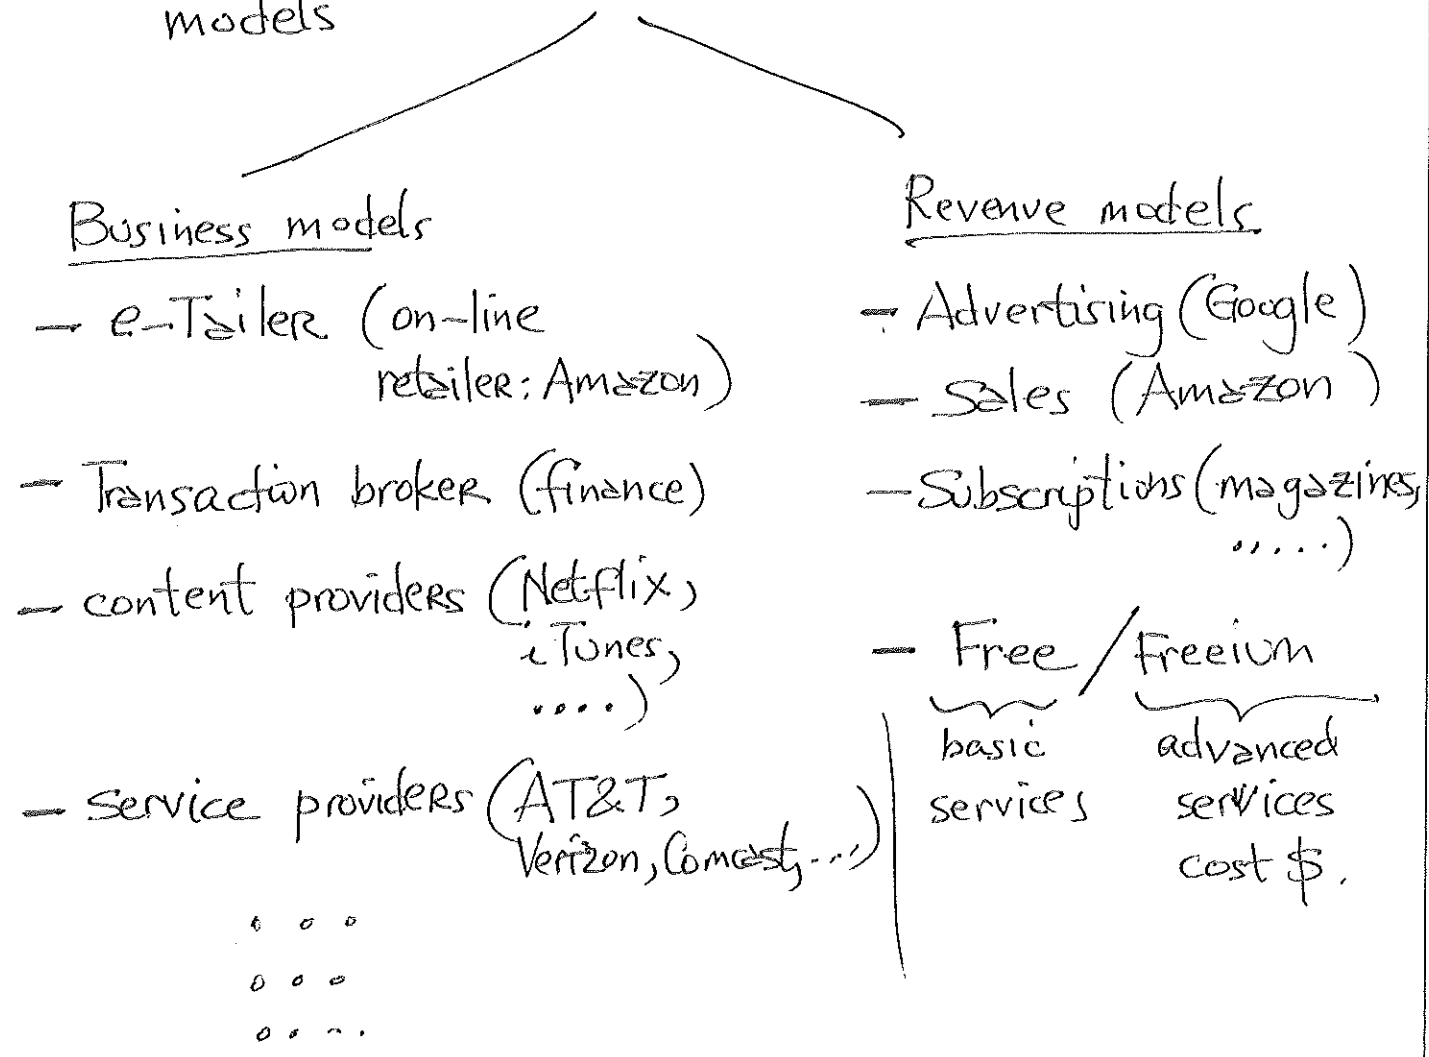 models
Business models
- e-Tailer (on-line
retailer: Amazon)
- Transaction broker (finance)
- content providers (Netflix,
iTunes,
....)
- Service providers (AT&T,
Verizon, Comcast, ...)
...
...
....
Revenue models
- Advertising (Google)
- Sales (Amazon)
- Subscriptions (magazines,
.....)
- Free / Freeium
basic advanced
services services
cost $.